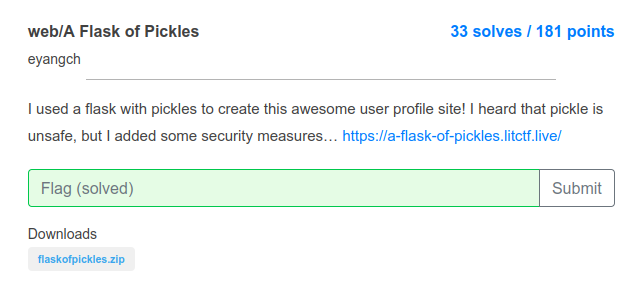 web/A Flask of Pickles
33 solves / 181 points
eyangch
I used a flask with pickles to create this awesome user profile site! I heard that pickle is
unsafe, but I added some security measures… https://a-flask-of-pickles.litctf.live/
Flag (solved)
Submit
Downloads
flaskofpickles.zip